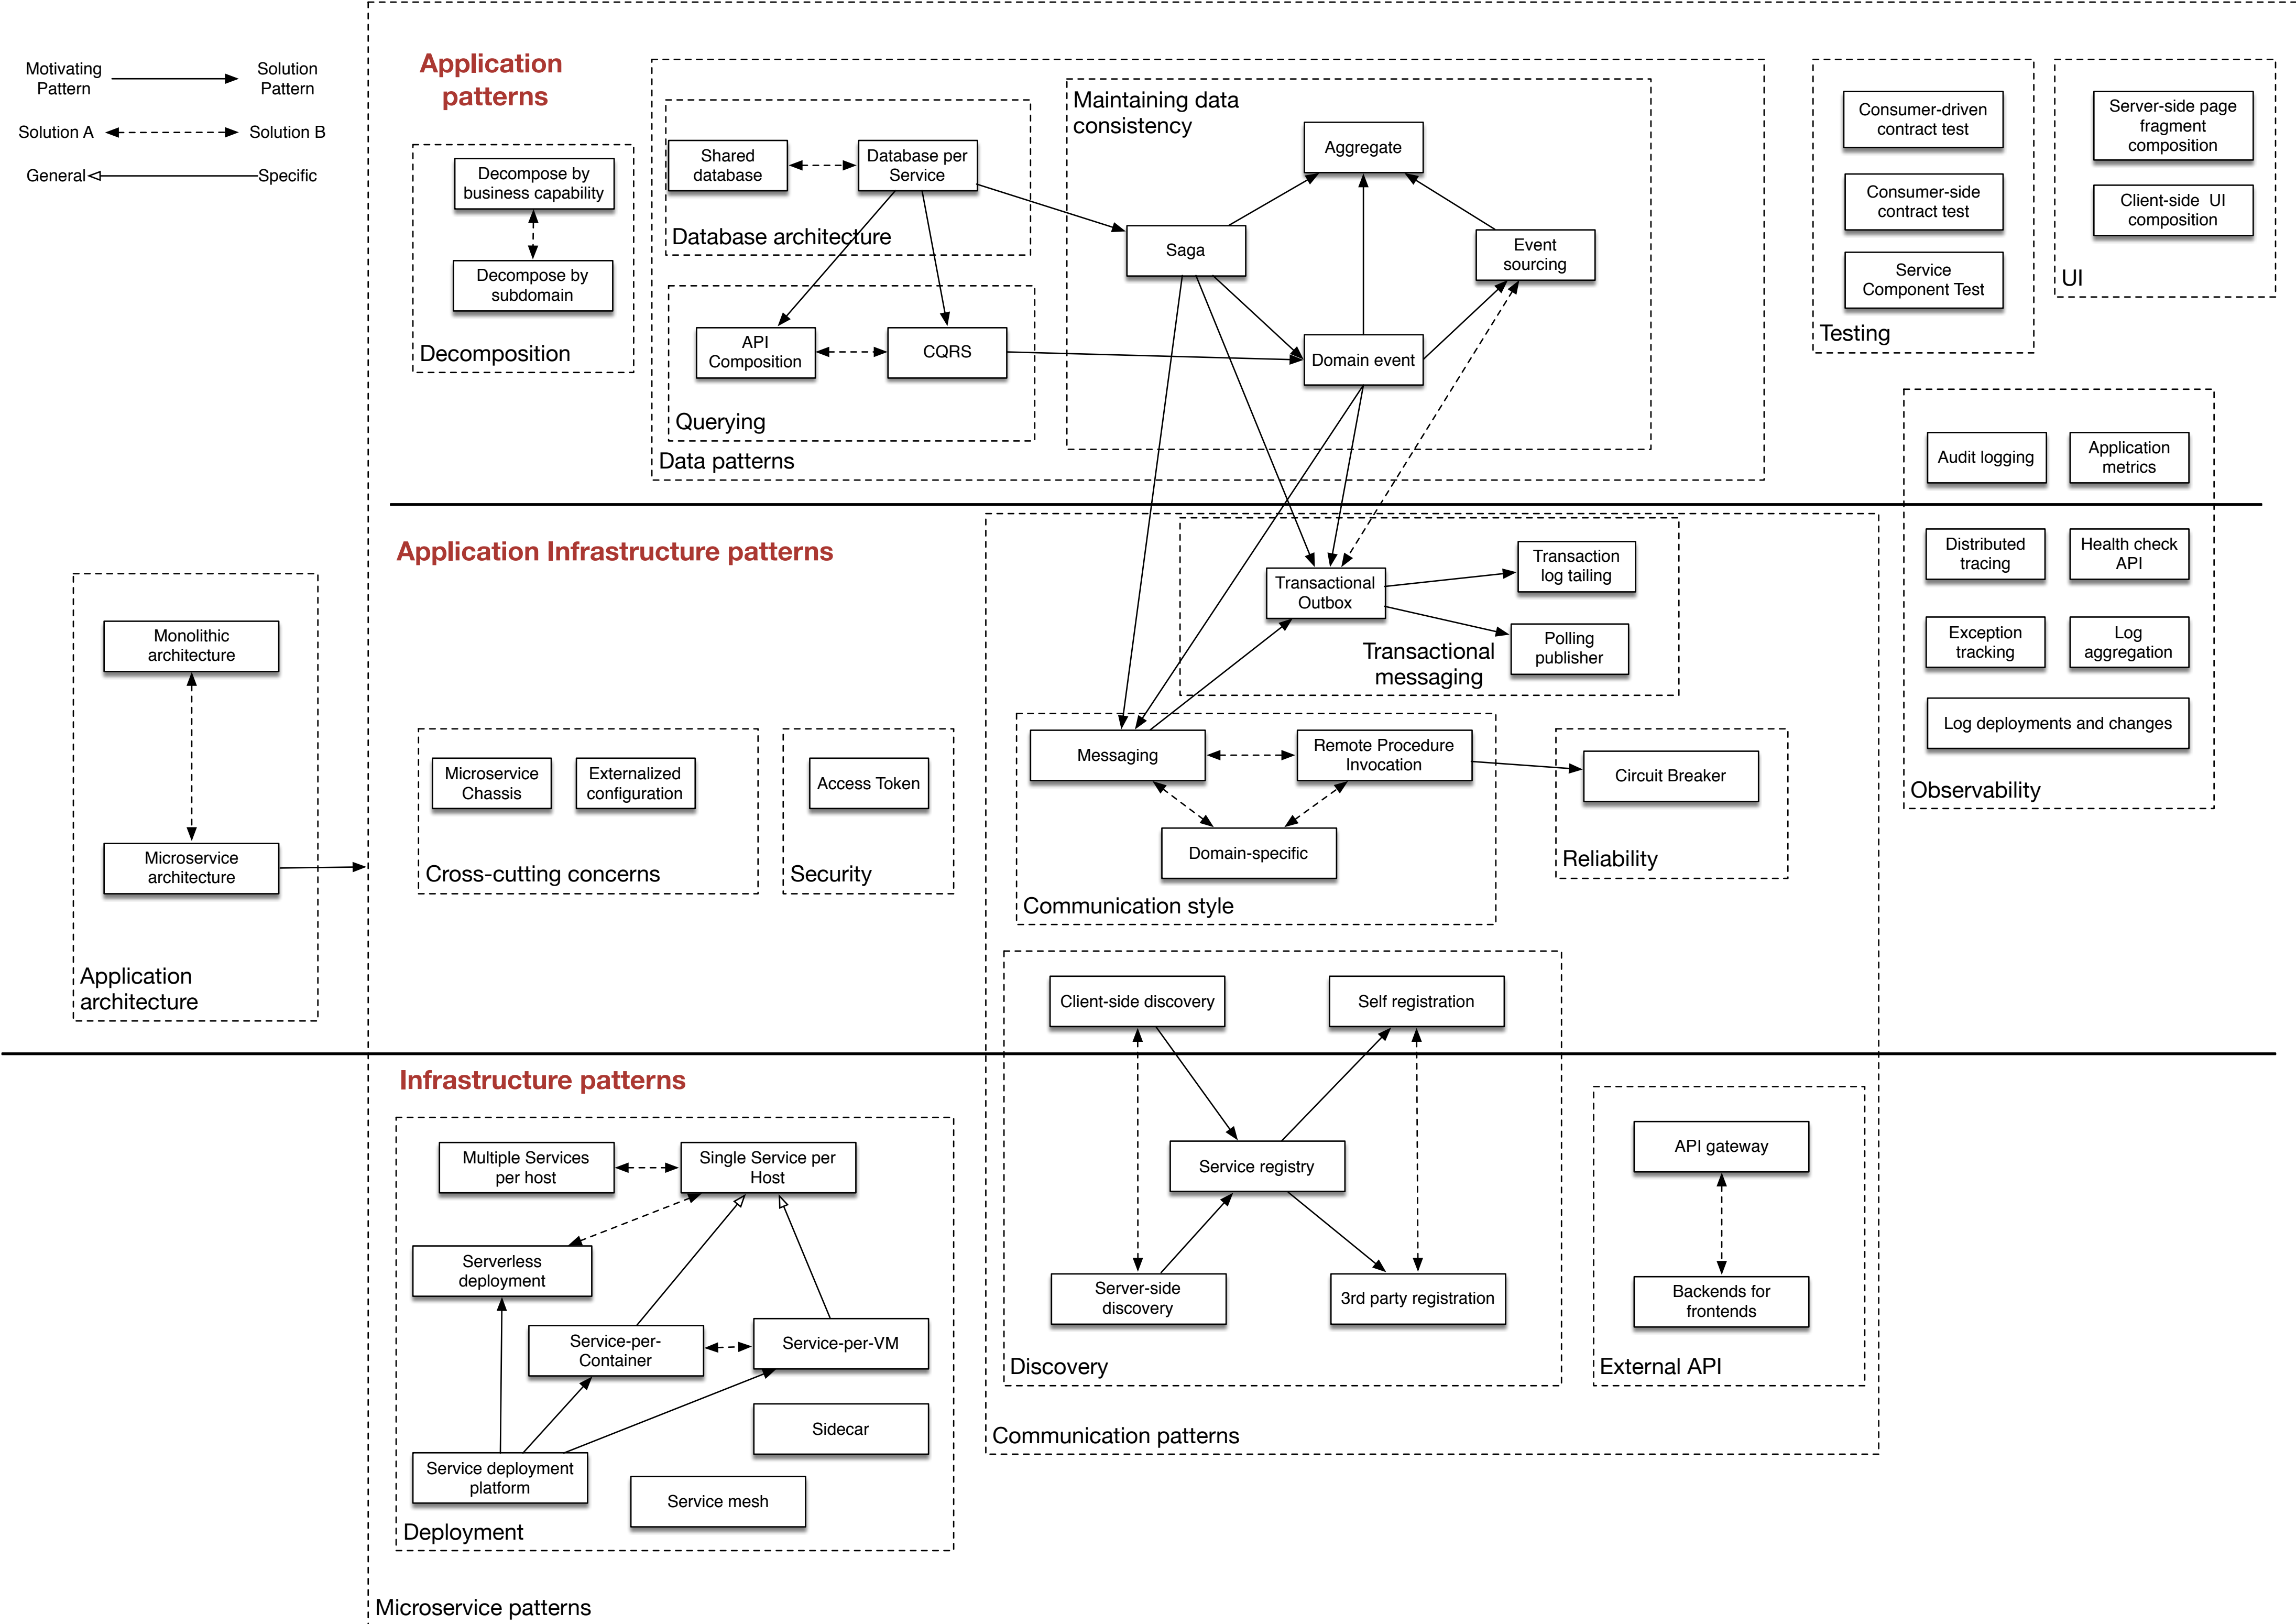 Motivating
Pattern
Solution
Pattern
Solution A
Solution B
General
Specific
Application
patterns
Decompose by
business capability
Decompose by
subdomain
Decomposition
Shared
database
Database per
Service
Database architecture
API
Composition
CQRS
Querying
Data patterns
Maintaining data
consistency
Aggregate
Saga
Event
sourcing
Domain event
Consumer-driven
contract test
Consumer-side
contract test
Service
Component Test
Testing
Server-side page
fragment
composition
Client-side UI
composition
UI
Audit logging
Application
metrics
Distributed
tracing
Health check
API
Exception
tracking
Log
aggregation
Log deployments and changes
Observability
Application Infrastructure patterns
Monolithic
architecture
Microservice
architecture
Application
architecture
Microservice
Chassis
Externalized
configuration
Cross-cutting concerns
Access Token
Security
Transactional
Outbox
Transaction
log tailing
Polling
publisher
Transactional
messaging
Messaging
Remote Procedure
Invocation
Domain-specific
Communication style
Circuit Breaker
Reliability
Client-side discovery
Self registration
Service registry
Server-side
discovery
3rd party registration
Discovery
API gateway
Backends for
frontends
External API
Communication patterns
Infrastructure patterns
Multiple Services
per host
Single Service per
Host
Serverless
deployment
Service-per-
Container
Service-per-VM
Sidecar
Service deployment
platform
Service mesh
Deployment
Microservice patterns